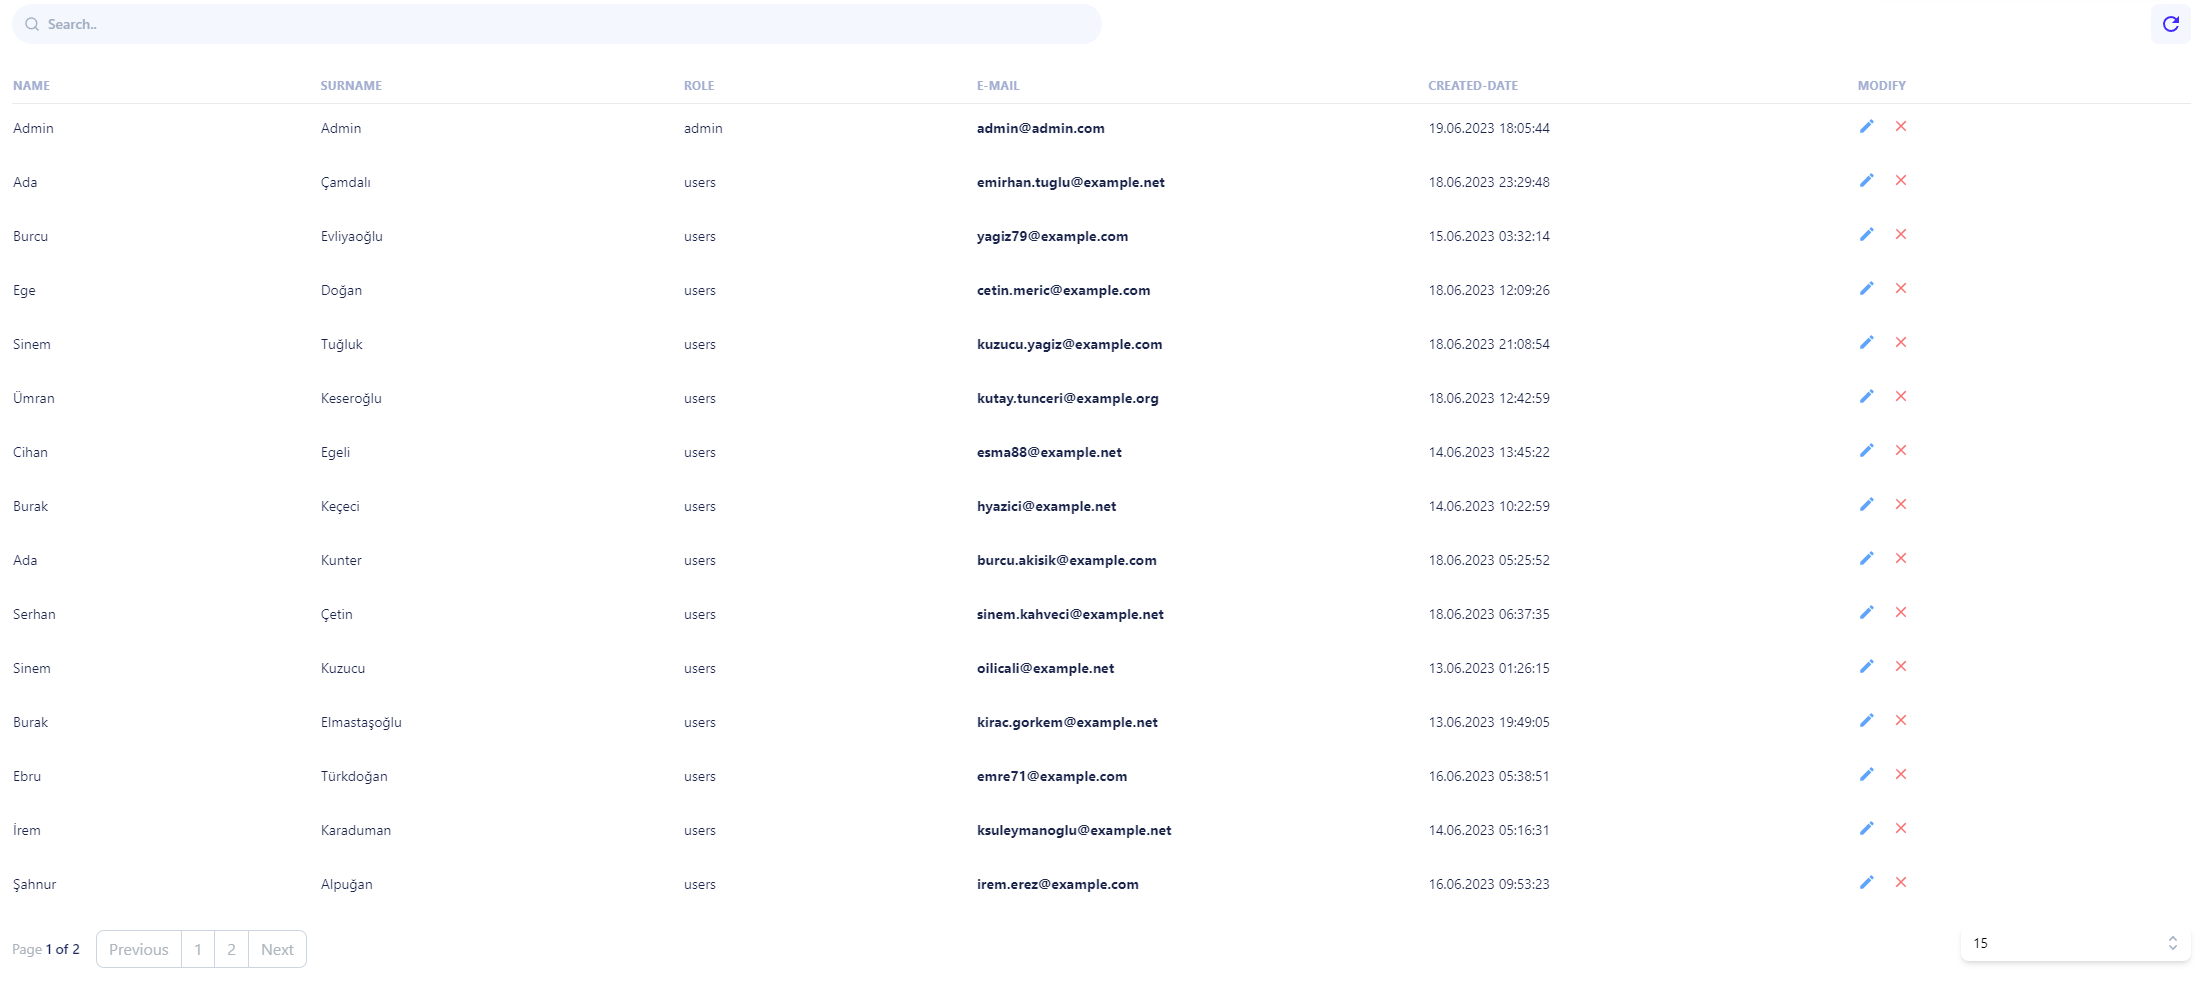 Search..
NAME SURNAME ROLE E-MAIL CREATED-DATE MODIFY
Admin Admin admin admin@admin.com 19.06.2023 18:05:44
Ada Çamdalı users emirhan.tuglu@example.net 18.06.2023 23:29:48
Burcu Evliyaoğlu users yagiz79@example.com 15.06.2023 03:32:14
Ege Doğan users cetin.meric@example.com 18.06.2023 12:09:26
Sinem Tuğluk users kuzucu.yagiz@example.com 18.06.2023 21:08:54
Ümran Keseroğlu users kutay.tunceri@example.org 18.06.2023 12:42:59
Cihan Egeli users esma88@example.net 14.06.2023 13:45:22
Burak Keçeci users hyazici@example.net 14.06.2023 10:22:59
Ada Kunter users burcu.akisik@example.com 18.06.2023 05:25:52
Serhan Çetin users sinem.kahveci@example.net 18.06.2023 06:37:35
Sinem Kuzucu users oilicali@example.net 13.06.2023 01:26:15
Burak Elmastaşoğlu users kirac.gorkem@example.net 13.06.2023 19:49:05
Ebru Türkdoğan users emre71@example.com 16.06.2023 05:38:51
İrem Karaduman users ksuleymanoglu@example.net 14.06.2023 05:16:31
Şahnur Alpuğan users irem.erez@example.com 16.06.2023 09:53:23
Page 1 of 2 Previous 1 2 Next 15